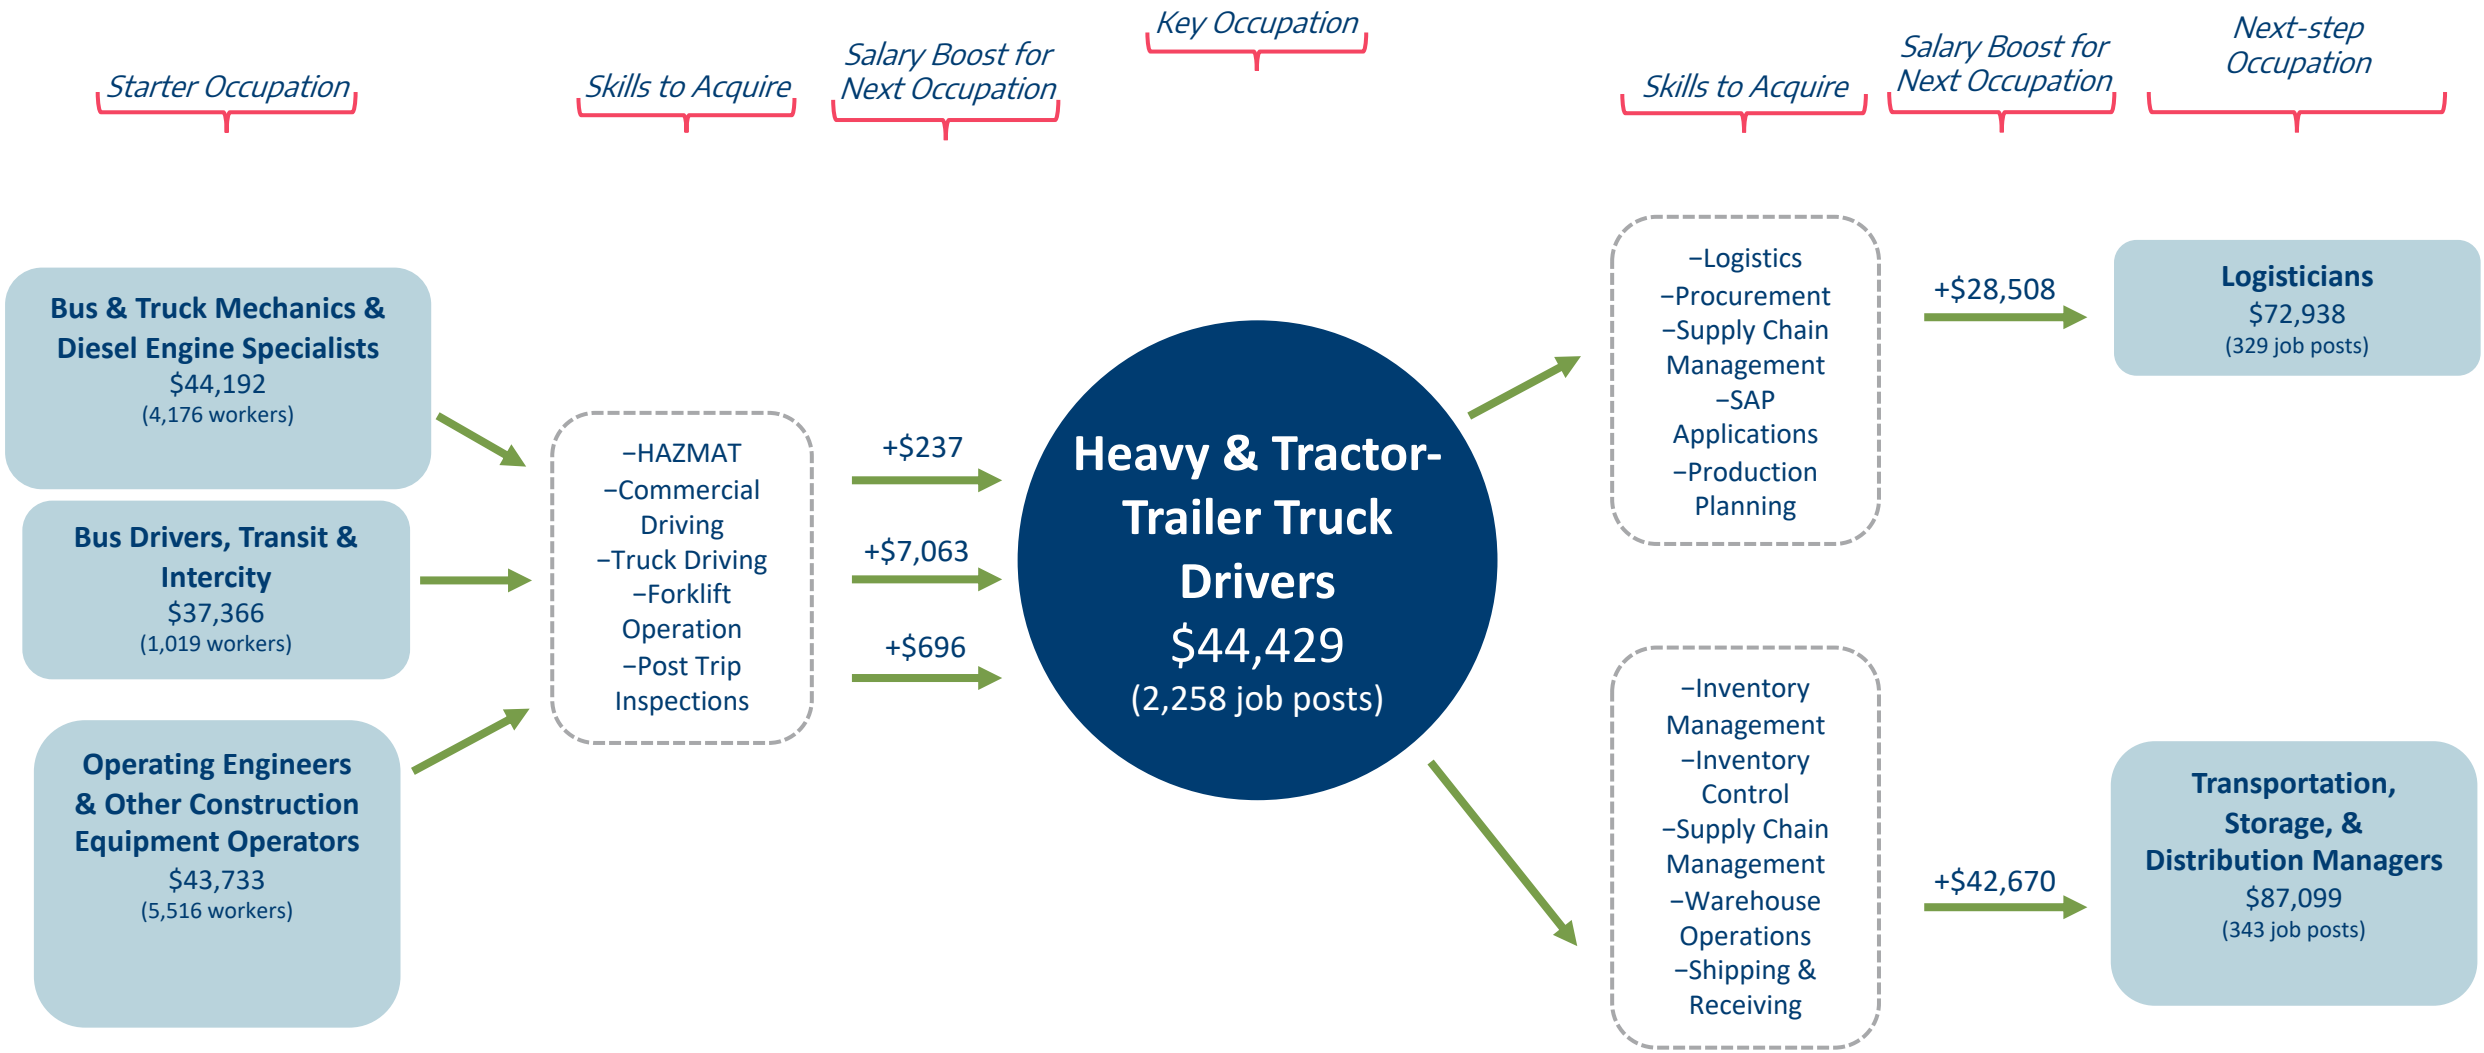 Starter Occupation
Skills to Acquire
Salary Boost for
Next Occupation
Key Occupation
Skills to Acquire
Salary Boost for
Next Occupation
Next-step
Occupation
Bus & Truck Mechanics &
Diesel Engine Specialists
$44,192
(4,176 workers)
Bus Drivers, Transit &
Intercity
$37,366
(1,019 workers)
Operating Engineers
& Other Construction
Equipment Operators
$43,733
(5,516 workers)
−HAZMAT
−Commercial
Driving
−Truck Driving
−Forklift
Operation
−Post Trip
Inspections
+$237
+$7,063
+$696
Heavy & Tractor-
Trailer Truck
Drivers
$44,429
(2,258 job posts)
−Logistics
−Procurement
−Supply Chain
Management
−SAP
Applications
−Production
Planning
+$28,508
Logisticians
$72,938
(329 job posts)
−Inventory
Management
−Inventory
Control
−Supply Chain
Management
−Warehouse
Operations
−Shipping &
Receiving
+$42,670
Transportation,
Storage, &
Distribution Managers
$87,099
(343 job posts)